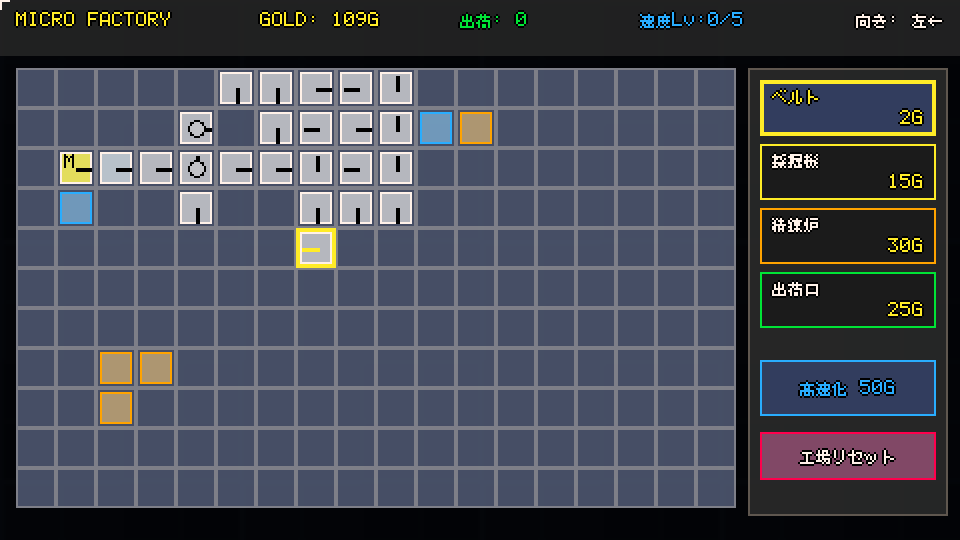 MICRO FACTORY GOLD: 109G 出荷: 0 速度Lv:0/5 向き: 左←
ベルト
2G
M
採掘機
15G
精錬炉
30G
出荷口
25G
高速化 50G
工場リセット